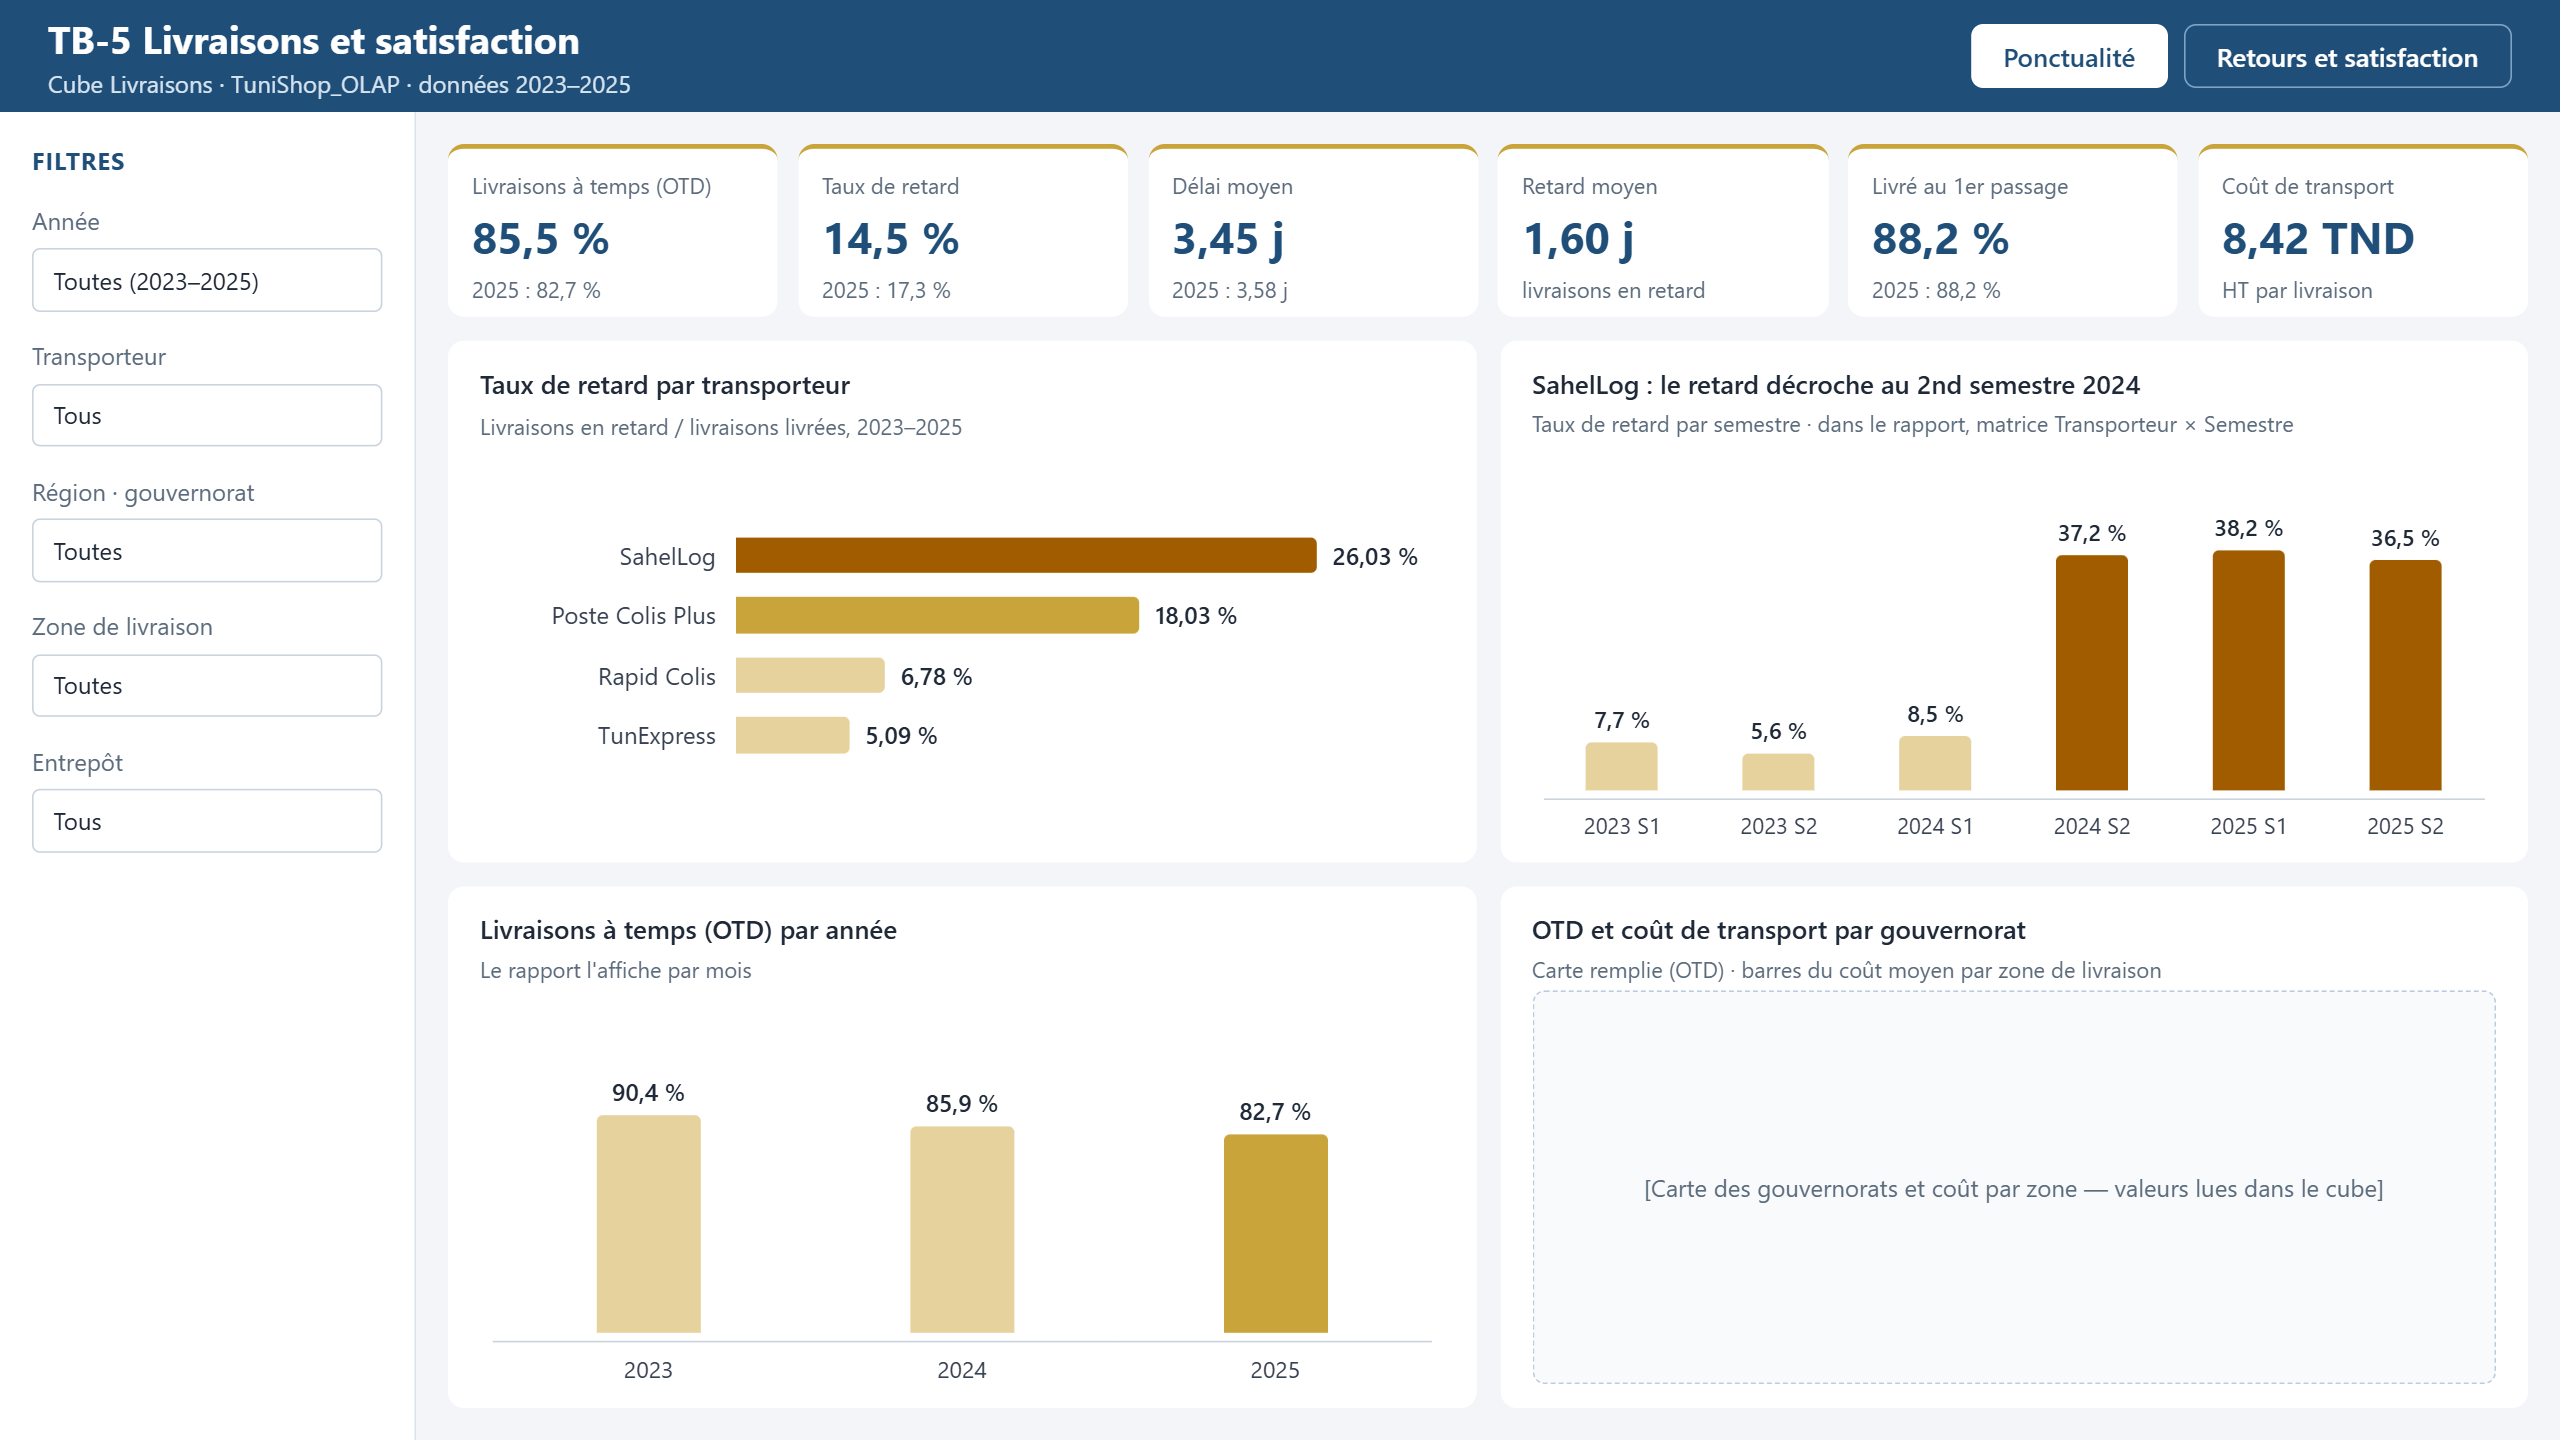 TB-5 Livraisons et satisfaction
Cube Livraisons · TuniShop_OLAP · données 2023–2025
Ponctualité
Retours et satisfaction
FILTRES
Année
Toutes (2023–2025)
Transporteur
Tous
Région · gouvernorat
Toutes
Zone de livraison
Toutes
Entrepôt
Tous
Livraisons à temps (OTD)
85,5 %
2025 : 82,7 %
Taux de retard
14,5 %
2025 : 17,3 %
Délai moyen
3,45 j
2025 : 3,58 j
Retard moyen
1,60 j
livraisons en retard
Livré au 1er passage
88,2 %
2025 : 88,2 %
Coût de transport
8,42 TND
HT par livraison
Taux de retard par transporteur
Livraisons en retard / livraisons livrées, 2023–2025
SahelLog 26,03 %
Poste Colis Plus 18,03 %
Rapid Colis 6,78 %
TunExpress 5,09 %
SahelLog : le retard décroche au 2nd semestre 2024
Taux de retard par semestre · dans le rapport, matrice Transporteur × Semestre
7,7 % 5,6 % 8,5 % 37,2 % 38,2 % 36,5 %
2023 S1 2023 S2 2024 S1 2024 S2 2025 S1 2025 S2
Livraisons à temps (OTD) par année
Le rapport l'affiche par mois
90,4 % 85,9 % 82,7 %
2023 2024 2025
OTD et coût de transport par gouvernorat
Carte remplie (OTD) · barres du coût moyen par zone de livraison
[Carte des gouvernorats et coût par zone — valeurs lues dans le cube]